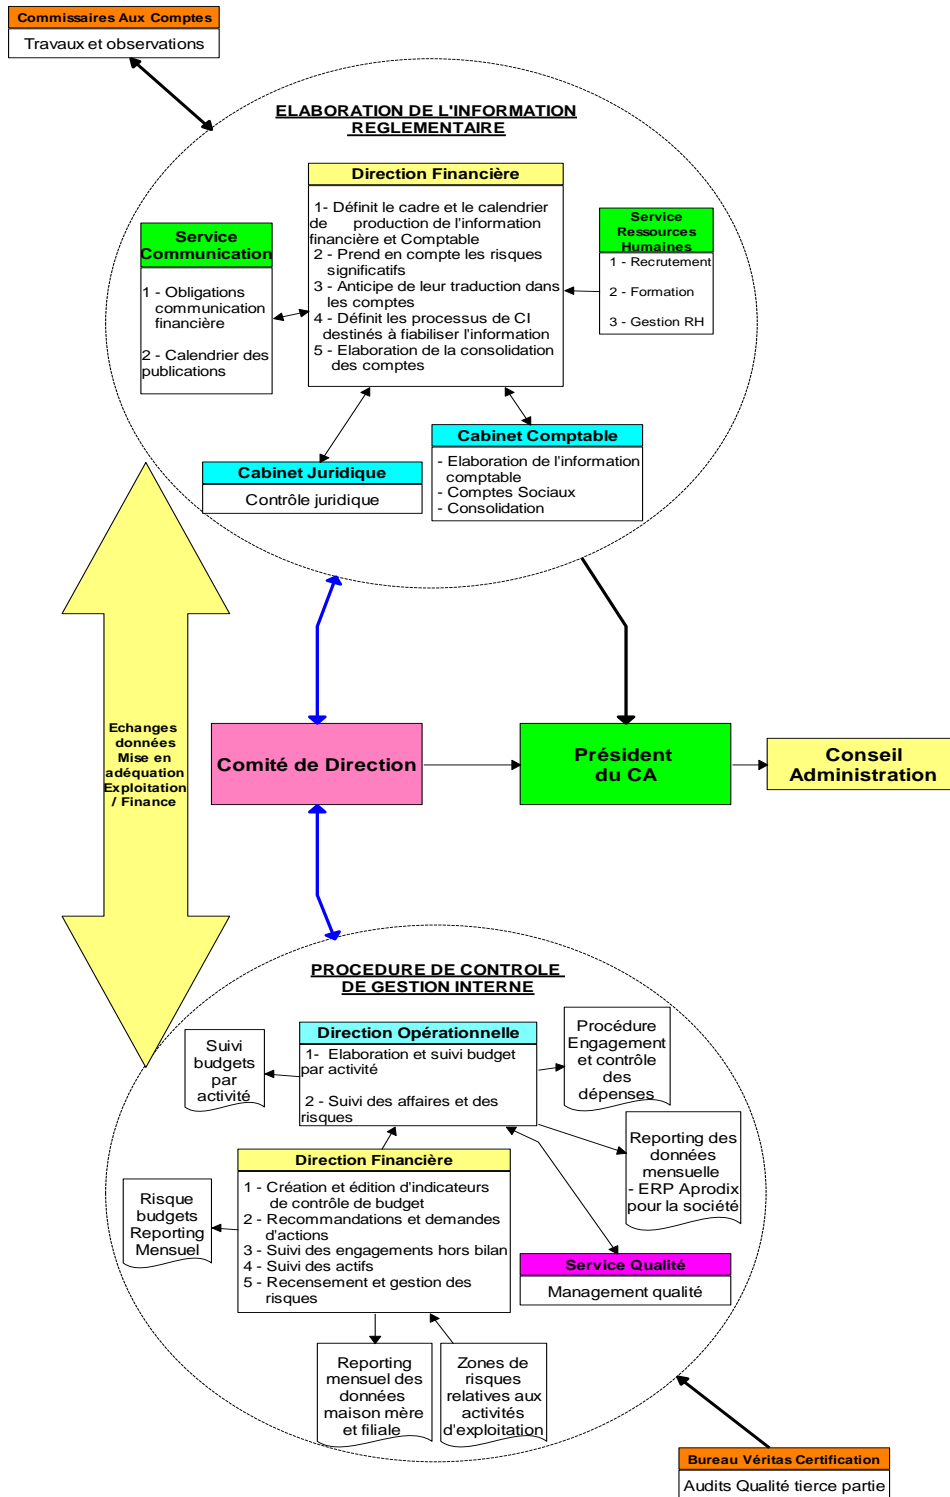 Commissaires Aux Comptes
Travaux et observations
ELABORATION DE L'INFORMATION
REGLEMENTAIRE
Direction Financière
1- Définit le cadre et le calendrier
de production de l'information
financière et Comptable
2 - Prend en compte les risques
significatifs
3 - Anticipe de leur traduction dans
les comptes
4 - Définit les processus de CI
destinés à fiabiliser l'information
5 - Elaboration de la consolidation
des comptes
Service
Communication
1 - Obligations
communication
financière
2 - Calendrier des
publications
Service
Ressources
Humaines
1 - Recrutement
2 - Formation
3 - Gestion RH
Cabinet Juridique
Contrôle juridique
Cabinet Comptable
- Elaboration de l'information
comptable
- Comptes Sociaux
- Consolidation
Echanges
données
Mise en
adéquation
Exploitation
/ Finance
Comité de Direction
Président
du CA
Conseil
Administration
PROCEDURE DE CONTROLE
DE GESTION INTERNE
Direction Opérationnelle
1- Elaboration et suivi budget
par activité
2 - Suivi des affaires et des
risques
Suivi
budgets
par
activité
Procédure
Engagement
et contrôle
des
dépenses
Reporting des
données
mensuelle
- ERP Aprodix
pour la société
Direction Financière
1 - Création et édition d'indicateurs
de contrôle de budget
2 - Recommandations et demandes
d'actions
3 - Suivi des engagements hors bilan
4 - Suivi des actifs
5 - Recensement et gestion des
risques
Risque
budgets
Reporting
Mensuel
Service Qualité
Management qualité
Reporting
mensuel des
données
maison mère
et filiale
Zones de
risques
relatives aux
activités
d'exploitation
Bureau Véritas Certification
Audits Qualité tierce partie